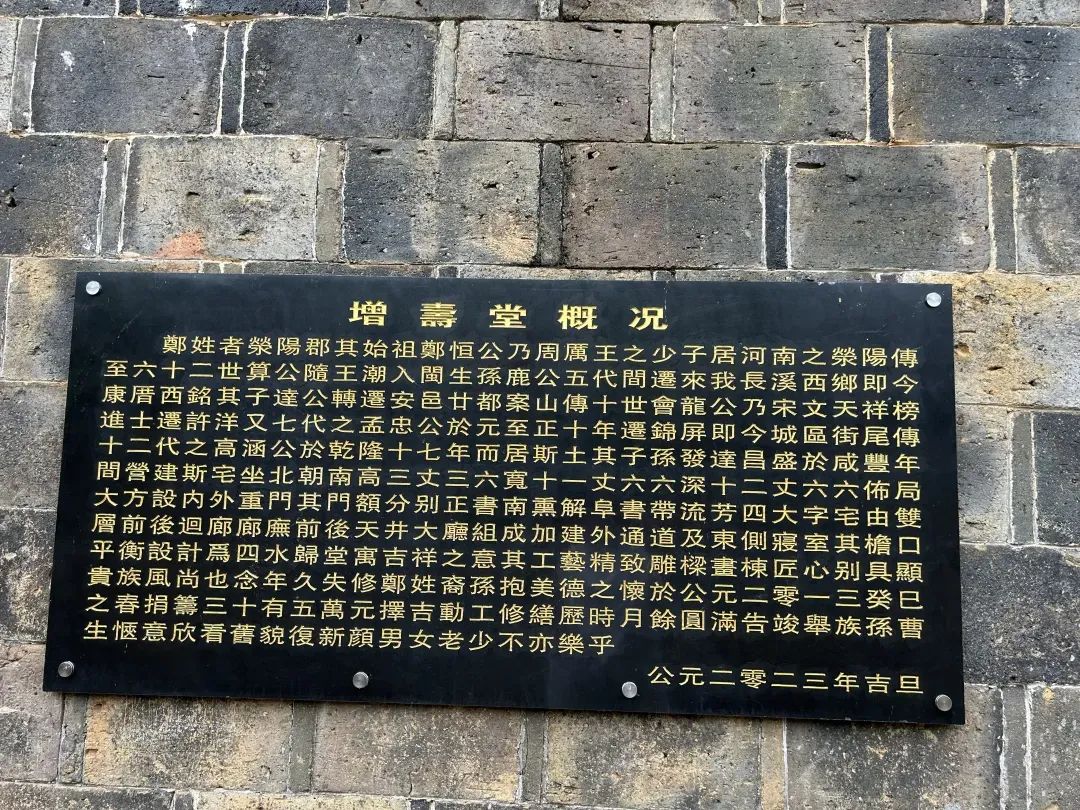 增壽堂概况
鄭姓者滎陽郡其始祖鄭恒公乃周厲王之少子居河南之滎陽傳
至六十二世算公隨王潮入閩生孫鹿公五代間遷來我長溪西鄉即今
康厝西銘其子達公轉遷安邑廿都案山傳十世會龍公乃宋文天祥榜
進士遷許洋又七代之孟忠公於元至正十年遷錦屏即今城區街尾傳
十二代之高涵公於乾隆十七年而居斯土其子孫發達昌盛於咸豐年
間營建斯宅坐北朝南高三丈三六寬十一丈六六深十二丈六六佈局
大方設内外重門其門額分别正書南熏解阜書帶流芳四大字宅由雙
層前後迴廊廊廡前後天井大廳組成加建外通道及東側寢室其檐口
平衡設計爲四水歸堂寓吉祥之意其工藝精致雕樑畫棟匠心别具顯
貴族風尚也念年久失修鄭姓裔孫抱美德之懷於公元二零一三癸巳
之春捐籌三十有五萬元擇吉動工修繕歷時月餘圓滿告竣舉族孫曹
生愜意欣看舊貌復新顔男女老少不亦樂乎
公元二零二三年吉旦